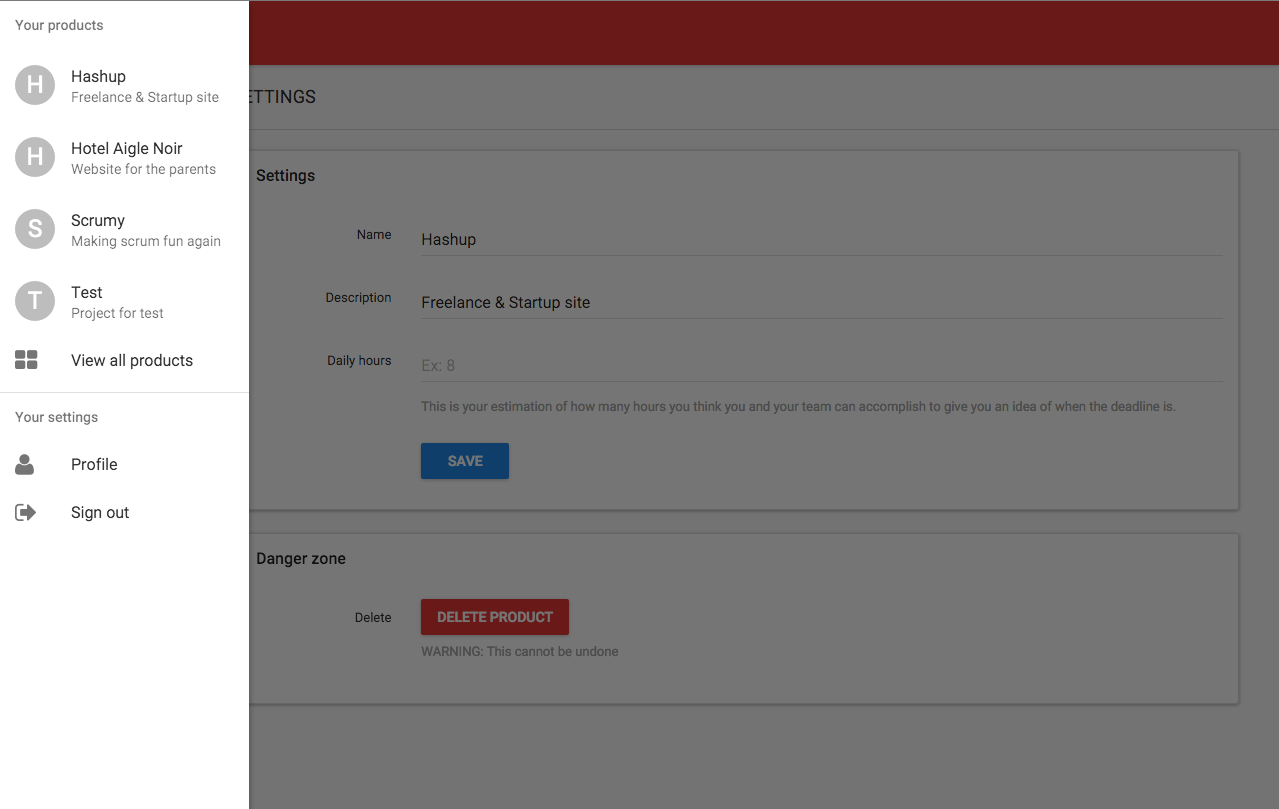 Your products
H
Hashup
Freelance & Startup site
H
Hotel Aigle Noir
Website for the parents
S
Scrumy
Making scrum fun again
T
Test
Project for test
View all products
Your settings
Profile
Sign out
ETTINGS
Settings
Name
Hashup
Description
Freelance & Startup site
Daily hours
Ex: 8
This is your estimation of how many hours you think you and your team can accomplish to give you an idea of when the deadline is.
SAVE
Danger zone
Delete
DELETE PRODUCT
WARNING: This cannot be undone